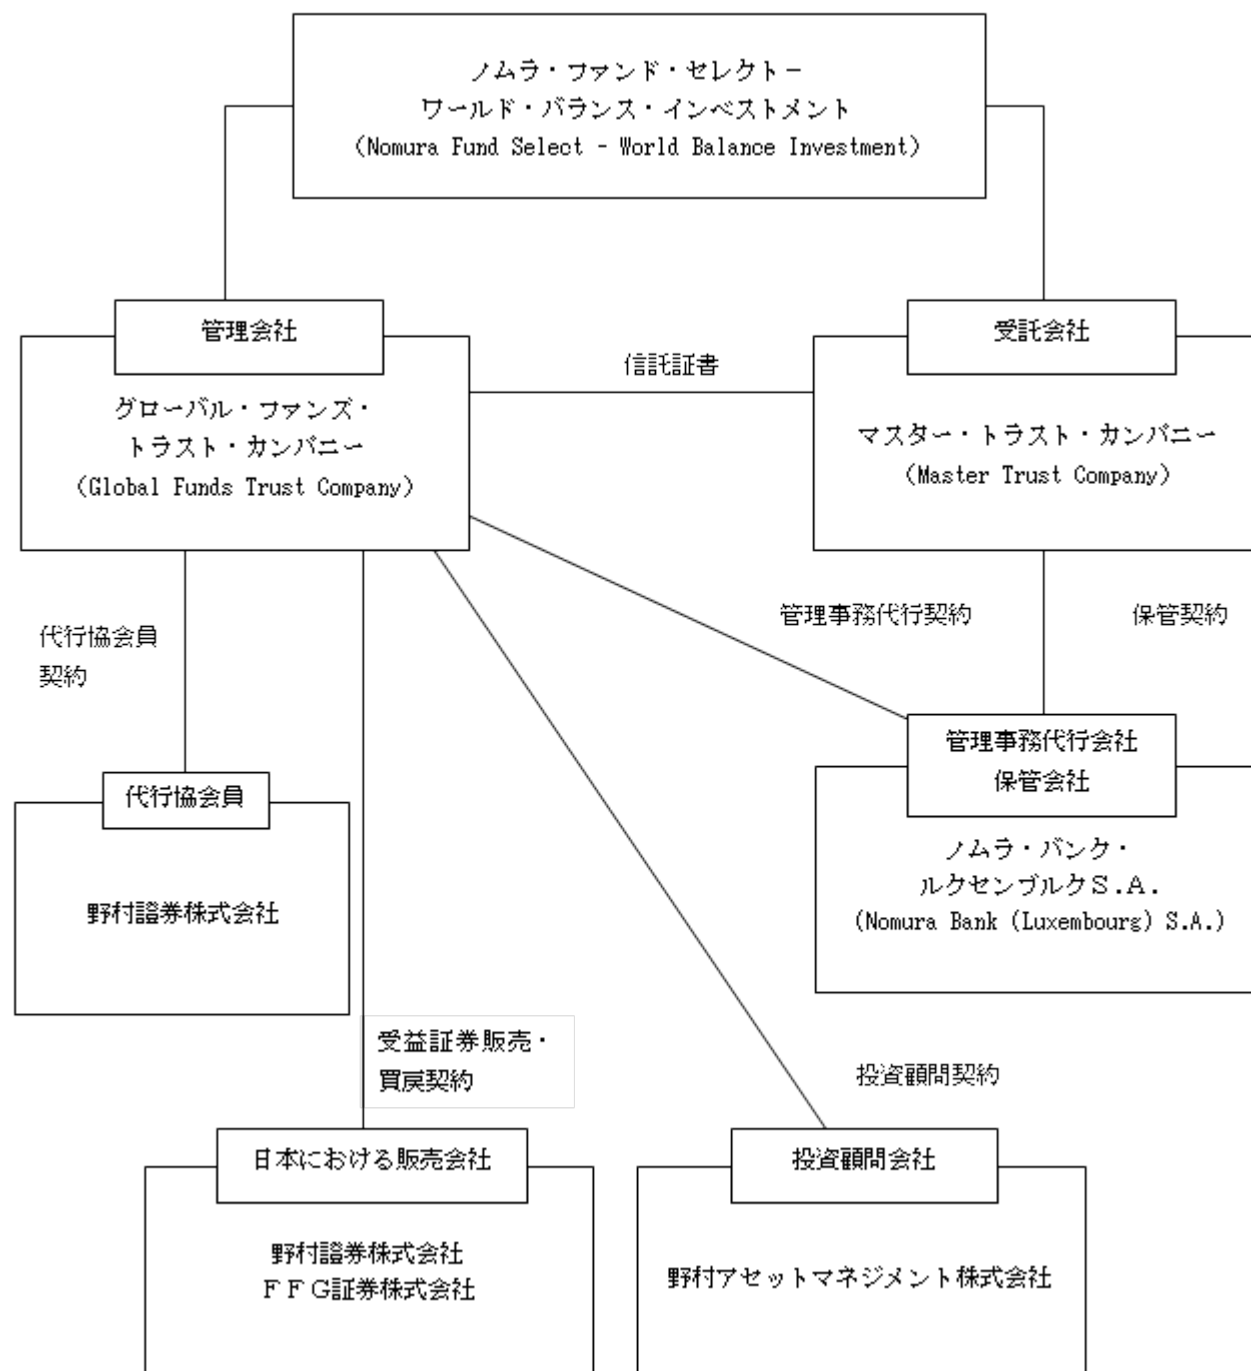 ノムラ・ファンド・セレクト－
ワールド・バランス・インベストメント
(Nomura Fund Select - World Balance Investment)
管理会社
受託会社
信託証書
グローバル・ファンズ・
トラスト・カンパニー
(Global Funds Trust Company)
マスター・トラスト・カンパニー
(Master Trust Company)
代行協会員
契約
管理事務代行契約
保管契約
管理事務代行会社
保管会社
代行協会員
ノムラ・バンク・
ルクセンブルクＳ.Ａ.
(Nomura Bank (Luxembourg) S.A.)
野村證券株式会社
受益証券販売・
買戻契約
投資顧問契約
日本における販売会社
投資顧問会社
野村證券株式会社
ＦＦＧ証券株式会社
野村アセットマネジメント株式会社